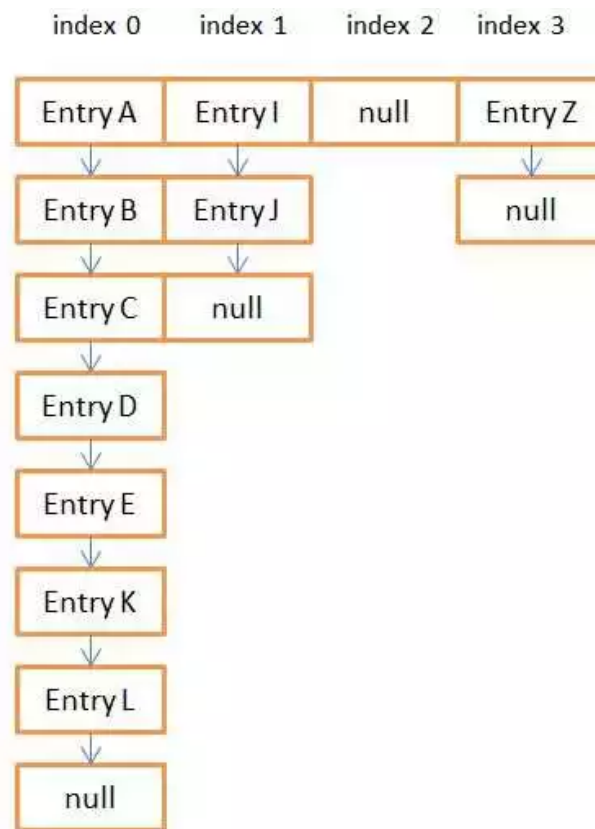 index 0 index 1 index 2 index 3
Entry A Entry I null Entry Z
Entry B Entry J null
Entry C null
Entry D
Entry E
Entry K
Entry L
null